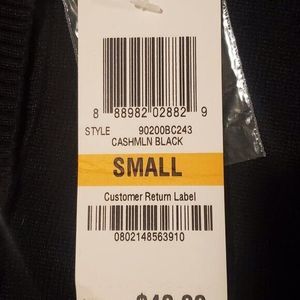 8 88982 02882 9
STYLE 90200BC243
CASHMLN BLACK
SMALL
Customer Return Label
0802148563910